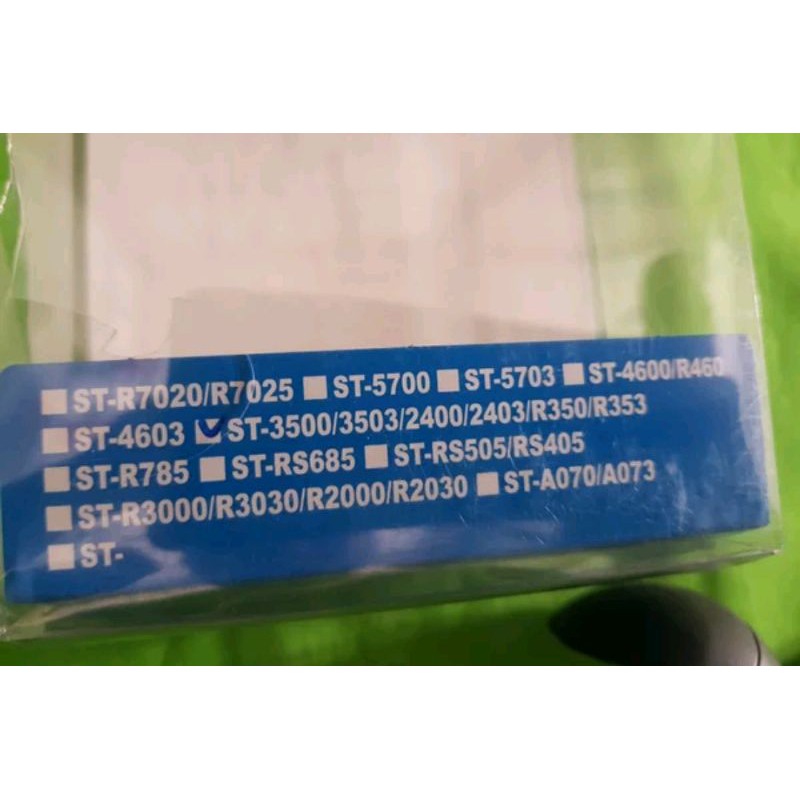 ST-R7020/R7025 ST-5700 ST-5703 ST-4600/R460
ST-4603 ST-3500/3503/2400/2403/R350/R353
ST-R785 ST-RS685 ST-RS505/RS405
ST-R3000/R3030/R2000/R2030 ST-A070/A073
ST-